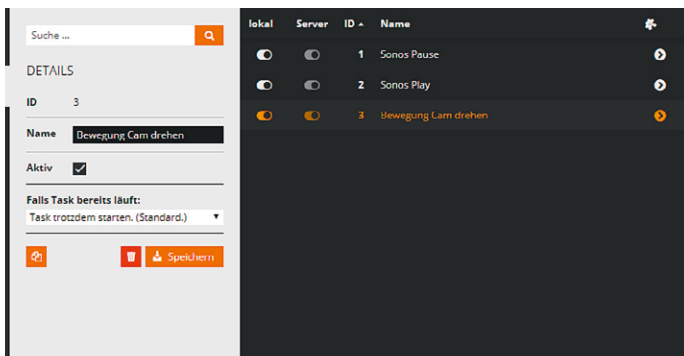 Suche ...
DETAILS
ID 3
Name Bewegung Cam drehen
Aktiv
Falls Task bereits läuft:
Task trotzdem starten. (Standard.)
Speichern
lokal Server ID Name
1 Sonos Pause
2 Sonos Play
3 Bewegung Cam drehen